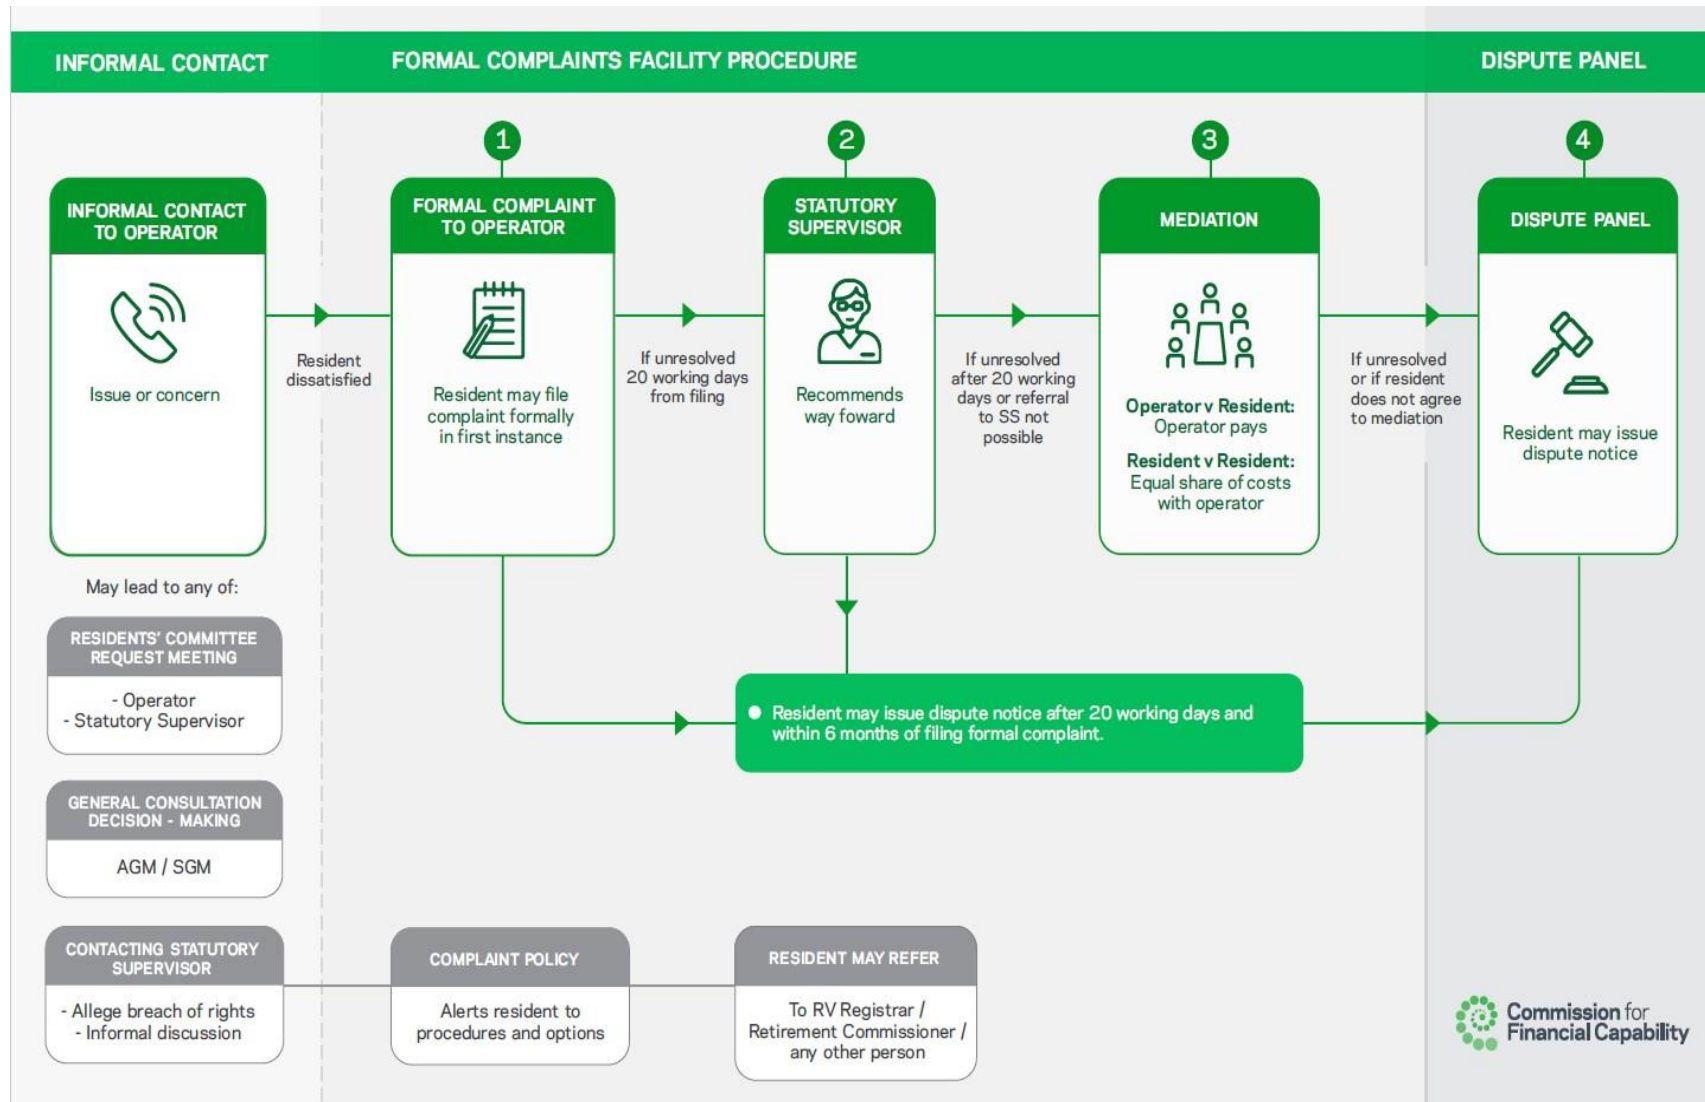 INFORMAL CONTACT
FORMAL COMPLAINTS FACILITY PROCEDURE
DISPUTE PANEL
1
2
3
4
INFORMAL CONTACT
TO OPERATOR
Issue or concern
Resident
dissatisfied
FORMAL COMPLAINT
TO OPERATOR
Resident may file
complaint formally
in first instance
If unresolved
20 working days
from filing
STATUTORY
SUPERVISOR
Recommends
way foward
If unresolved
after 20 working
days or referral
to SS not
possible
MEDIATION
Operator v Resident:
Operator pays
Resident v Resident:
Equal share of costs
with operator
If unresolved
or if resident
does not agree
to mediation
DISPUTE PANEL
Resident may issue
dispute notice
May lead to any of:
RESIDENTS' COMMITTEE
REQUEST MEETING
- Operator
- Statutory Supervisor
Resident may issue dispute notice after 20 working days and
within 6 months of filing formal complaint.
GENERAL CONSULTATION
DECISION - MAKING
AGM / SGM
CONTACTING STATUTORY
SUPERVISOR
- Allege breach of rights
- Informal discussion
COMPLAINT POLICY
Alerts resident to
procedures and options
RESIDENT MAY REFER
To RV Registrar /
Retirement Commissioner /
any other person
Commission for
Financial Capability